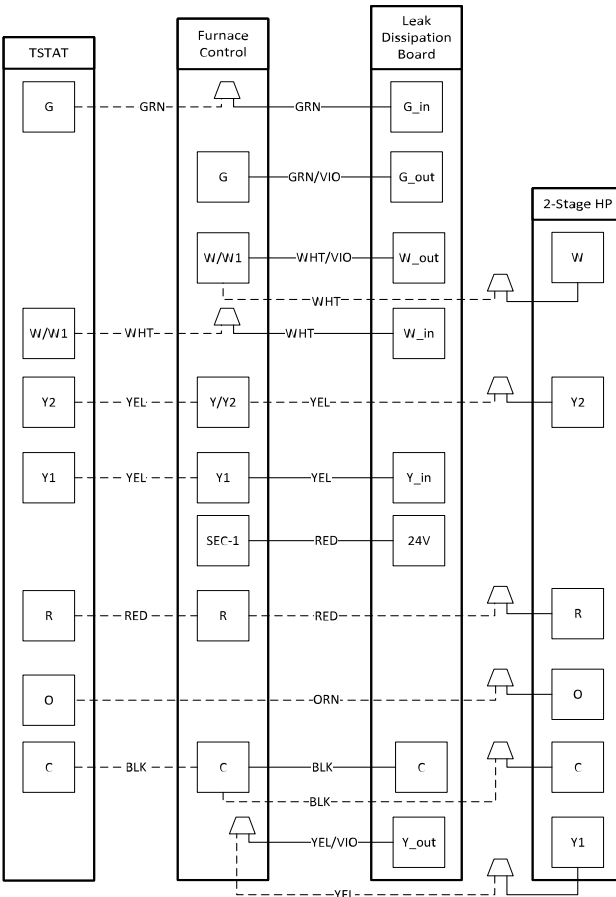 Leak
Dissipation
Board
Furnace
Control
TSTAT
G
GRN
GRN
G_in
G
GRN/VIO
G_out
2-Stage HP
W/W1
WHT/VIO
W_out
W
WHT
W/W1
WHT
WHT
W_in
Y2
YEL
Y/Y2
YEL
Y2
Y1
YEL
Y1
YEL
Y_in
SEC-1
RED
24V
R
RED
R
RED
R
O
ORN
O
C
BLK
C
BLK
C
C
BLK
YEL/VIO
Y_out
Y1
YEL